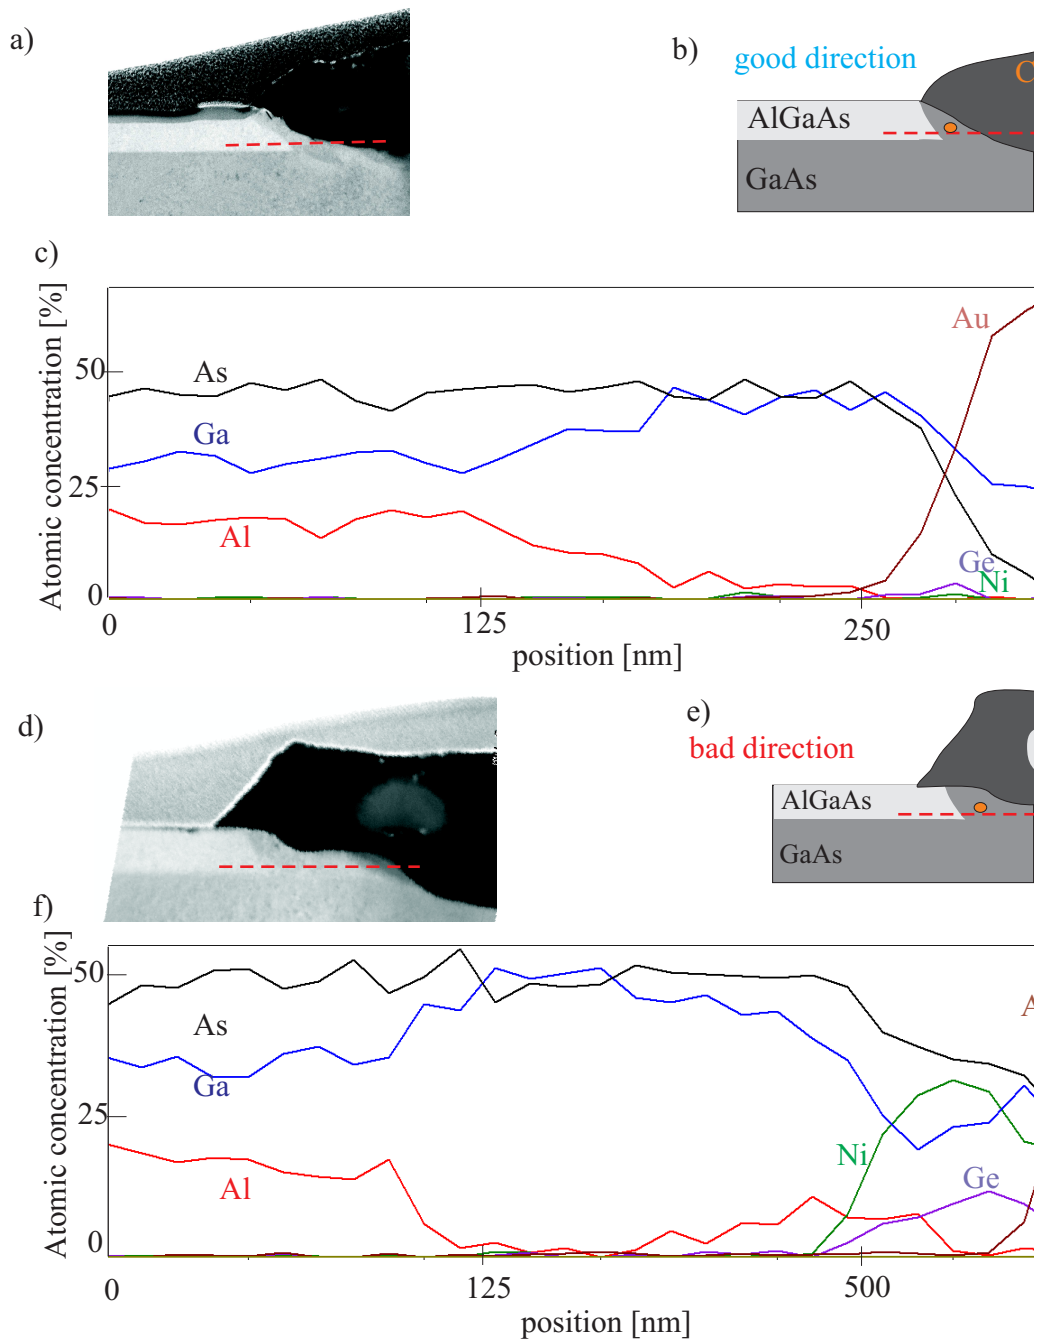 a)
b)
good direction
C
AlGaAs
GaAs
c)
Atomic concentration [%]
50
25
0
As
Ga
Al
Au
Ge
Ni
0
125
250
position [nm]
d)
e)
bad direction
AlGaAs
GaAs
f)
Atomic concentration [%]
50
25
0
As
Ga
Al
Ni
Ge
A
0
125
500
position [nm]